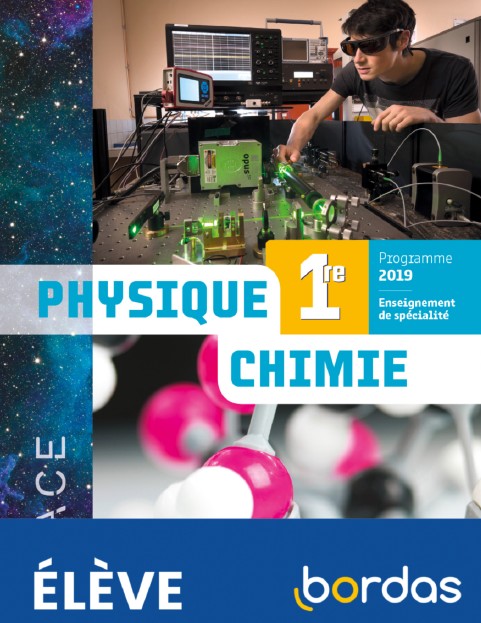 1re
Programme
2019
Enseignement
de spécialité
PHYSIQUE
CHIMIE
ÉLÈVE
bordas